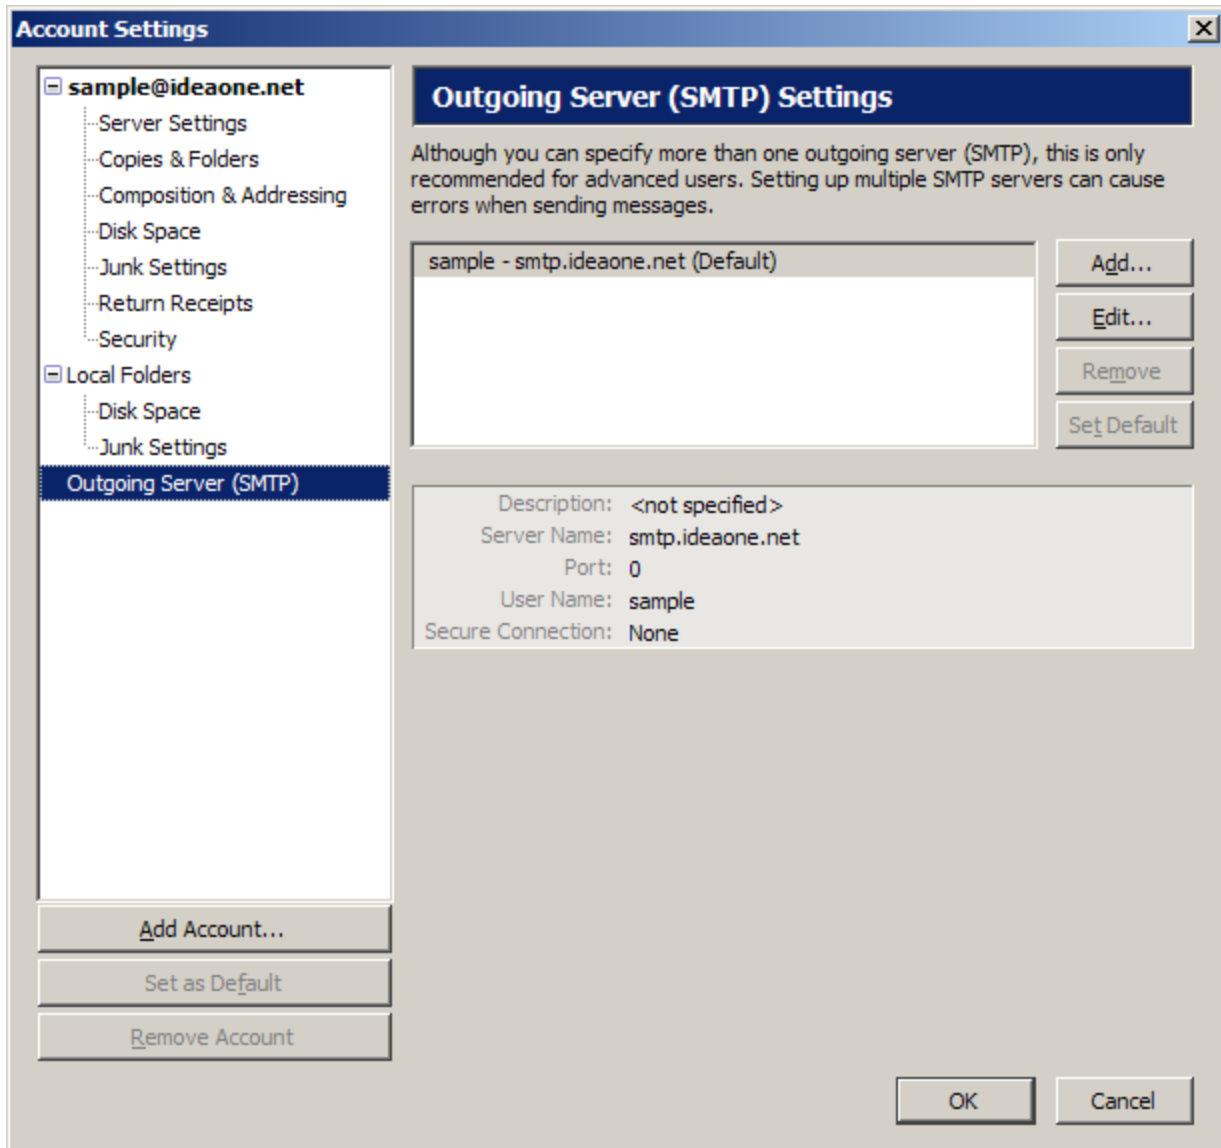 Account Settings
sample@ideaone.net
Server Settings
Copies & Folders
Composition & Addressing
Disk Space
Junk Settings
Return Receipts
Security
Local Folders
Disk Space
Junk Settings
Outgoing Server (SMTP)
Add Account...
Set as Default
Remove Account
Outgoing Server (SMTP) Settings
Although you can specify more than one outgoing server (SMTP), this is only
recommended for advanced users. Setting up multiple SMTP servers can cause
errors when sending messages.
sample - smtp.ideaone.net (Default)
Add...
Edit...
Remove
Set Default
Description: <not specified>
Server Name: smtp.ideaone.net
Port: 0
User Name: sample
Secure Connection: None
OK
Cancel